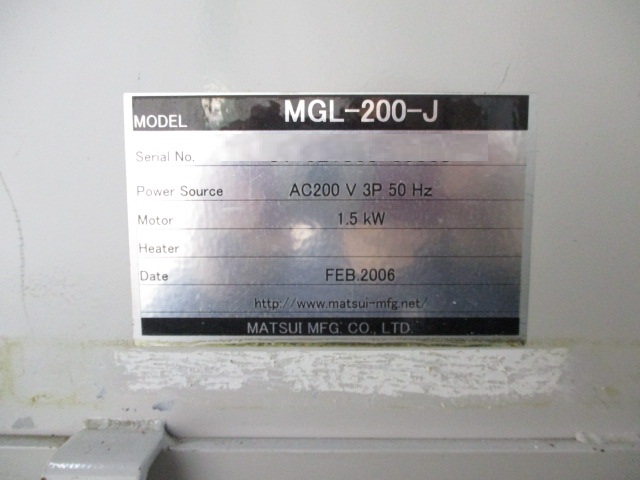 MODEL MGL-200-J
Serial No.
Power Source AC200 V 3P 50 Hz
Motor 1.5 kW
Heater
Date FEB.2006
http://www.matsui-mfg.net/
MATSUI MFG. CO., LTD.